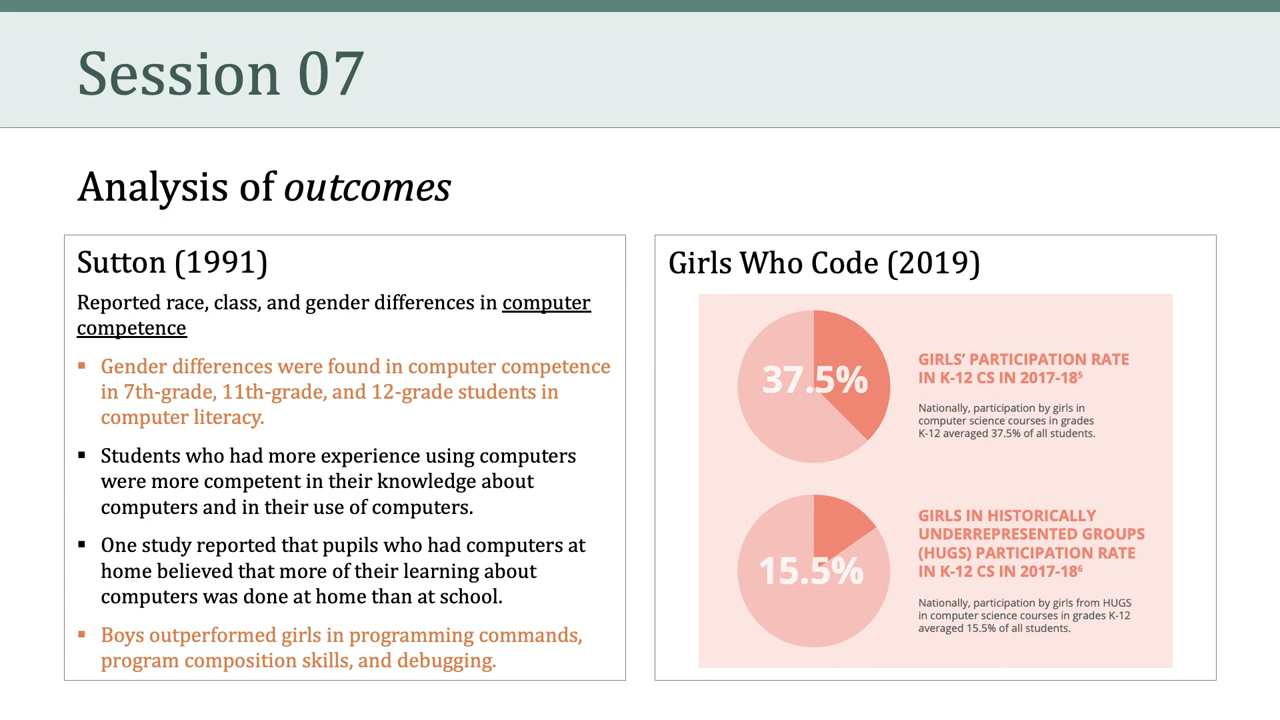 Session 07
Analysis of outcomes
Sutton (1991)
Reported race, class, and gender differences in computer
competence
▪ Gender differences were found in computer competence
in 7th-grade, 11th-grade, and 12-grade students in
computer literacy.
▪ Students who had more experience using computers
were more competent in their knowledge about
computers and in their use of computers.
▪ One study reported that pupils who had computers at
home believed that more of their learning about
computers was done at home than at school.
▪ Boys outperformed girls in programming commands,
program composition skills, and debugging.
Girls Who Code (2019)
37.5%
GIRLS’ PARTICIPATION RATE
IN K-12 CS IN 2017-18⁵
Nationally, participation by girls in
computer science courses in grades
K-12 averaged 37.5% of all students.
15.5%
GIRLS IN HISTORICALLY
UNDERREPRESENTED GROUPS
(HUGS) PARTICIPATION RATE
IN K-12 CS IN 2017-18⁶
Nationally, participation by girls from HUGS
in computer science courses in grades K-12
averaged 15.5% of all students.